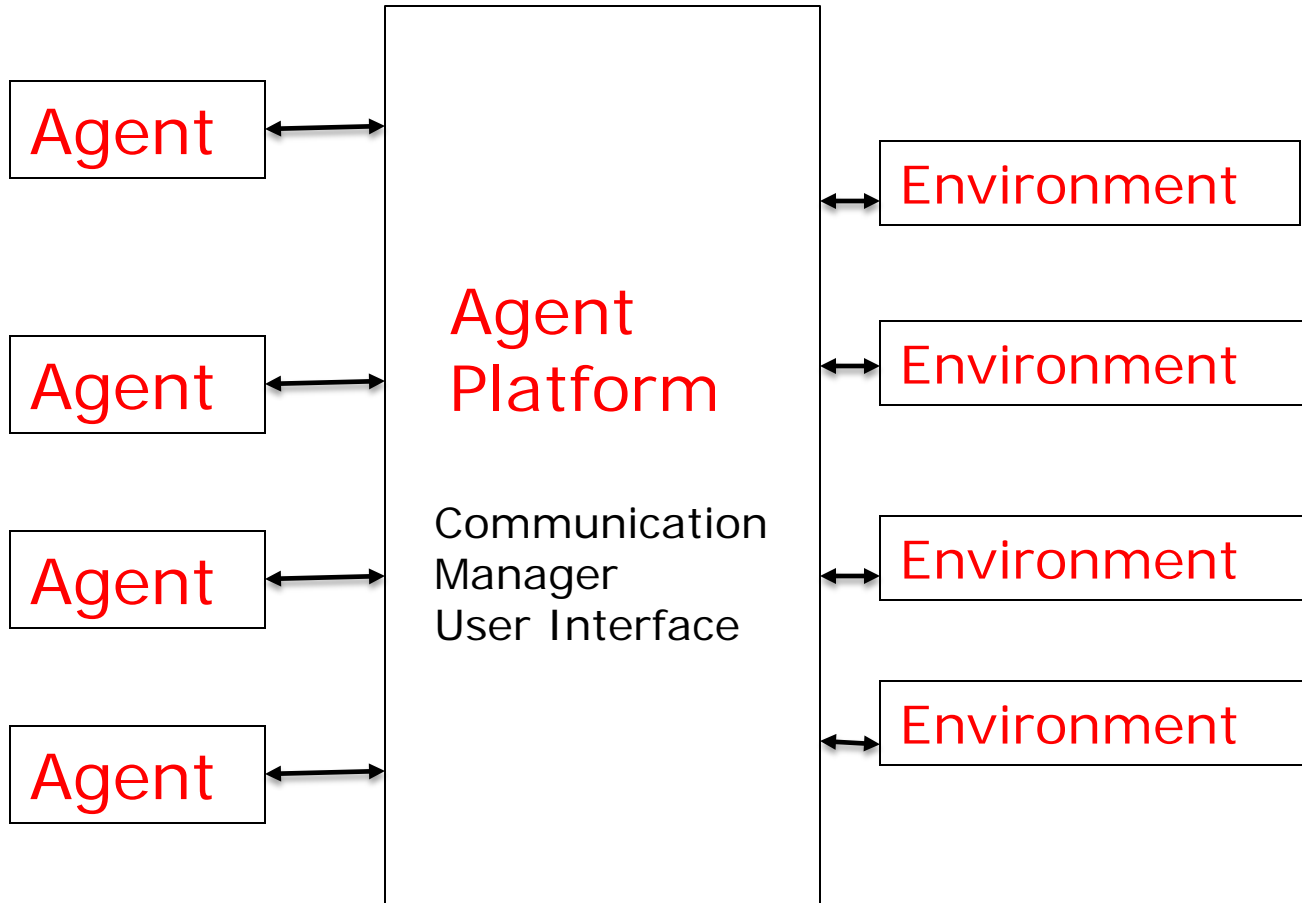 Agent
Agent
Agent
Agent
Agent
Platform
Communication
Manager
User Interface
Environment
Environment
Environment
Environment